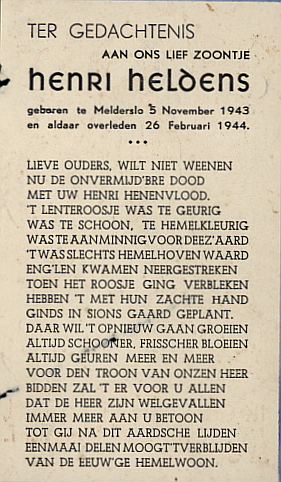 TER GEDACHTENIS
AAN ONS LIEF ZOONTJE
HENRI HELDENS
geboren te Melderslo 5 November 1943
en aldaar overleden 26 Februari 1944.
•••
LIEVE OUDERS, WILT NIET WEENEN
NU DE ONVERMIJD'BRE DOOD
MET UW HENRI HENENVLOOD.
'T LENTEROOSJE WAS TE GEURIG
WAS TE SCHOON, TE HEMELKLEURIG
WAS TE AANMINNIG VOOR DEEZ' AARD
'T WAS SLECHTS HEMELHOVEN WAARD
ENG'LEN KWAMEN NEERGESTREKEN
TOEN HET ROOSJE GING VERBLEKEN
HEBBEN 'T MET HUN ZACHTE HAND
GINDS IN SIONS GAARD GEPLANT.
DAAR WIL 'T OPNIEUW GAAN GROEIEN
ALTIJD SCHOONER, FRISSCHER BLOEIEN
ALTIJD GEUREN MEER EN MEER
VOOR DEN TROON VAN ONZEN HEER
BIDDEN ZAL 'T ER VOOR U ALLEN
DAT DE HEER ZIJN WELGEVALLEN
IMMER MEER AAN U BETOON
TOT GIJ NA DIT AARDSCHE LIJDEN
EENMAAL DEELEN MOOGT 'T VERBLIJDEN
VAN DE EEUW'GE HEMELWOON.